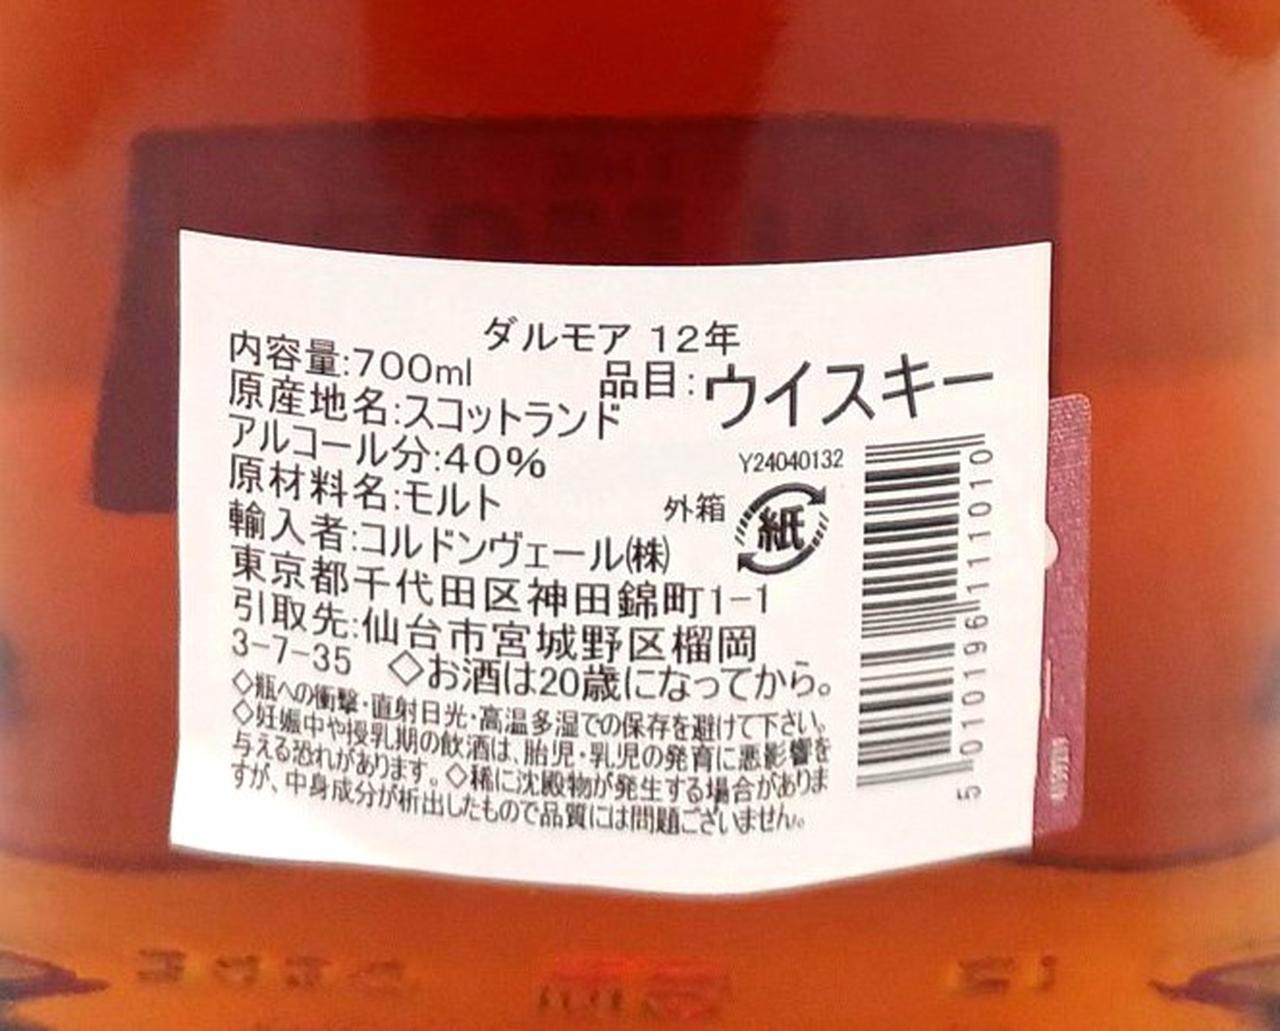 ダルモア 12年
内容量:700ml
品目:ウイスキー
原産地名:スコットランド
アルコール分:40%
原材料名:モルト
Y24040132
外箱 紙
輸入者:コルドンヴェール㈱
東京都千代田区神田錦町1-1
引取先:仙台市宮城野区榴岡
3-7-35 ◇お酒は20歳になってから。
◇瓶への衝撃・直射日光・高温多湿での保存を避けて下さい。
◇妊娠中や授乳期の飲酒は、胎児・乳児の発育に悪影響を
与える恐れがあります。◇稀に沈殿物が発生する場合がありま
すが、中身成分が析出したもので品質には問題ございません。
5 010196 111010